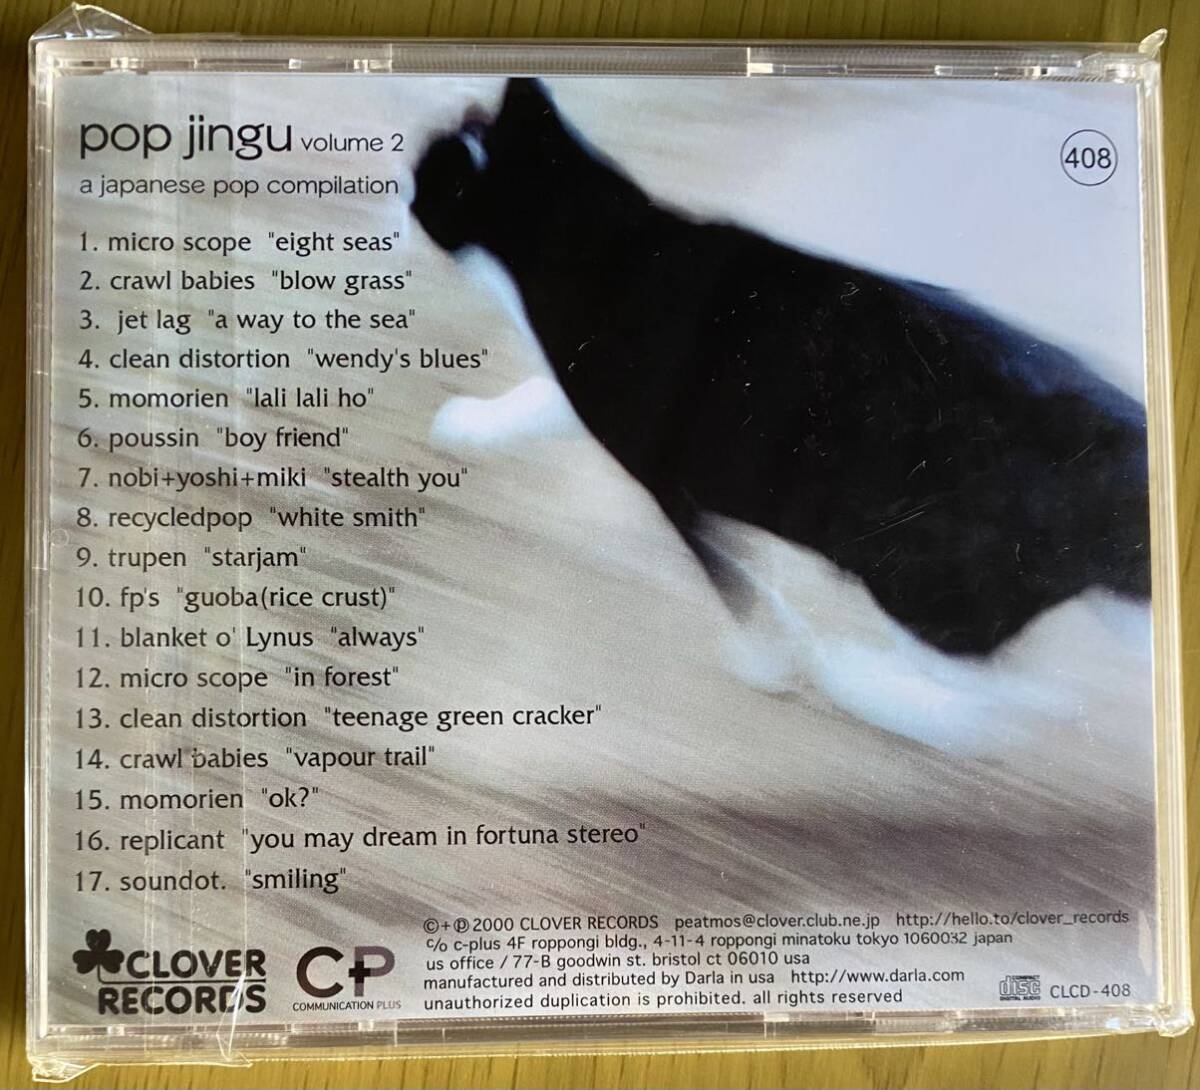 pop jingu volume 2
a japanese pop compilation
408
1. micro scope "eight seas"
2. crawl babies "blow grass"
3. jet lag "a way to the sea"
4. clean distortion "wendy's blues"
5. momorien "lali lali ho"
6. poussin "boy friend"
7. nobi+yoshi+miki "stealth you"
8. recycledpop "white smith"
9. trupen "starjam"
10. fp's "guoba(rice crust)"
11. blanket o' Lynus "always"
12. micro scope "in forest"
13. clean distortion "teenage green cracker"
14. crawl babies "vapour trail"
15. momorien "ok?"
16. replicant "you may dream in fortuna stereo"
17. soundot. "smiling"
CLOVER
RECORDS
C+P
COMMUNICATION PLUS
©+℗ 2000 CLOVER RECORDS peatmos@clover.club.ne.jp http://hello.to/clover_records
c/o c-plus 4F roppongi bldg., 4-11-4 roppongi minatoku tokyo 1060032 japan
us office / 77-B goodwin st. bristol ct 06010 usa
manufactured and distributed by Darla in usa http://www.darla.com
unauthorized duplication is prohibited. all rights reserved
COMPACT
disc
DIGITAL AUDIO
CLCD-408